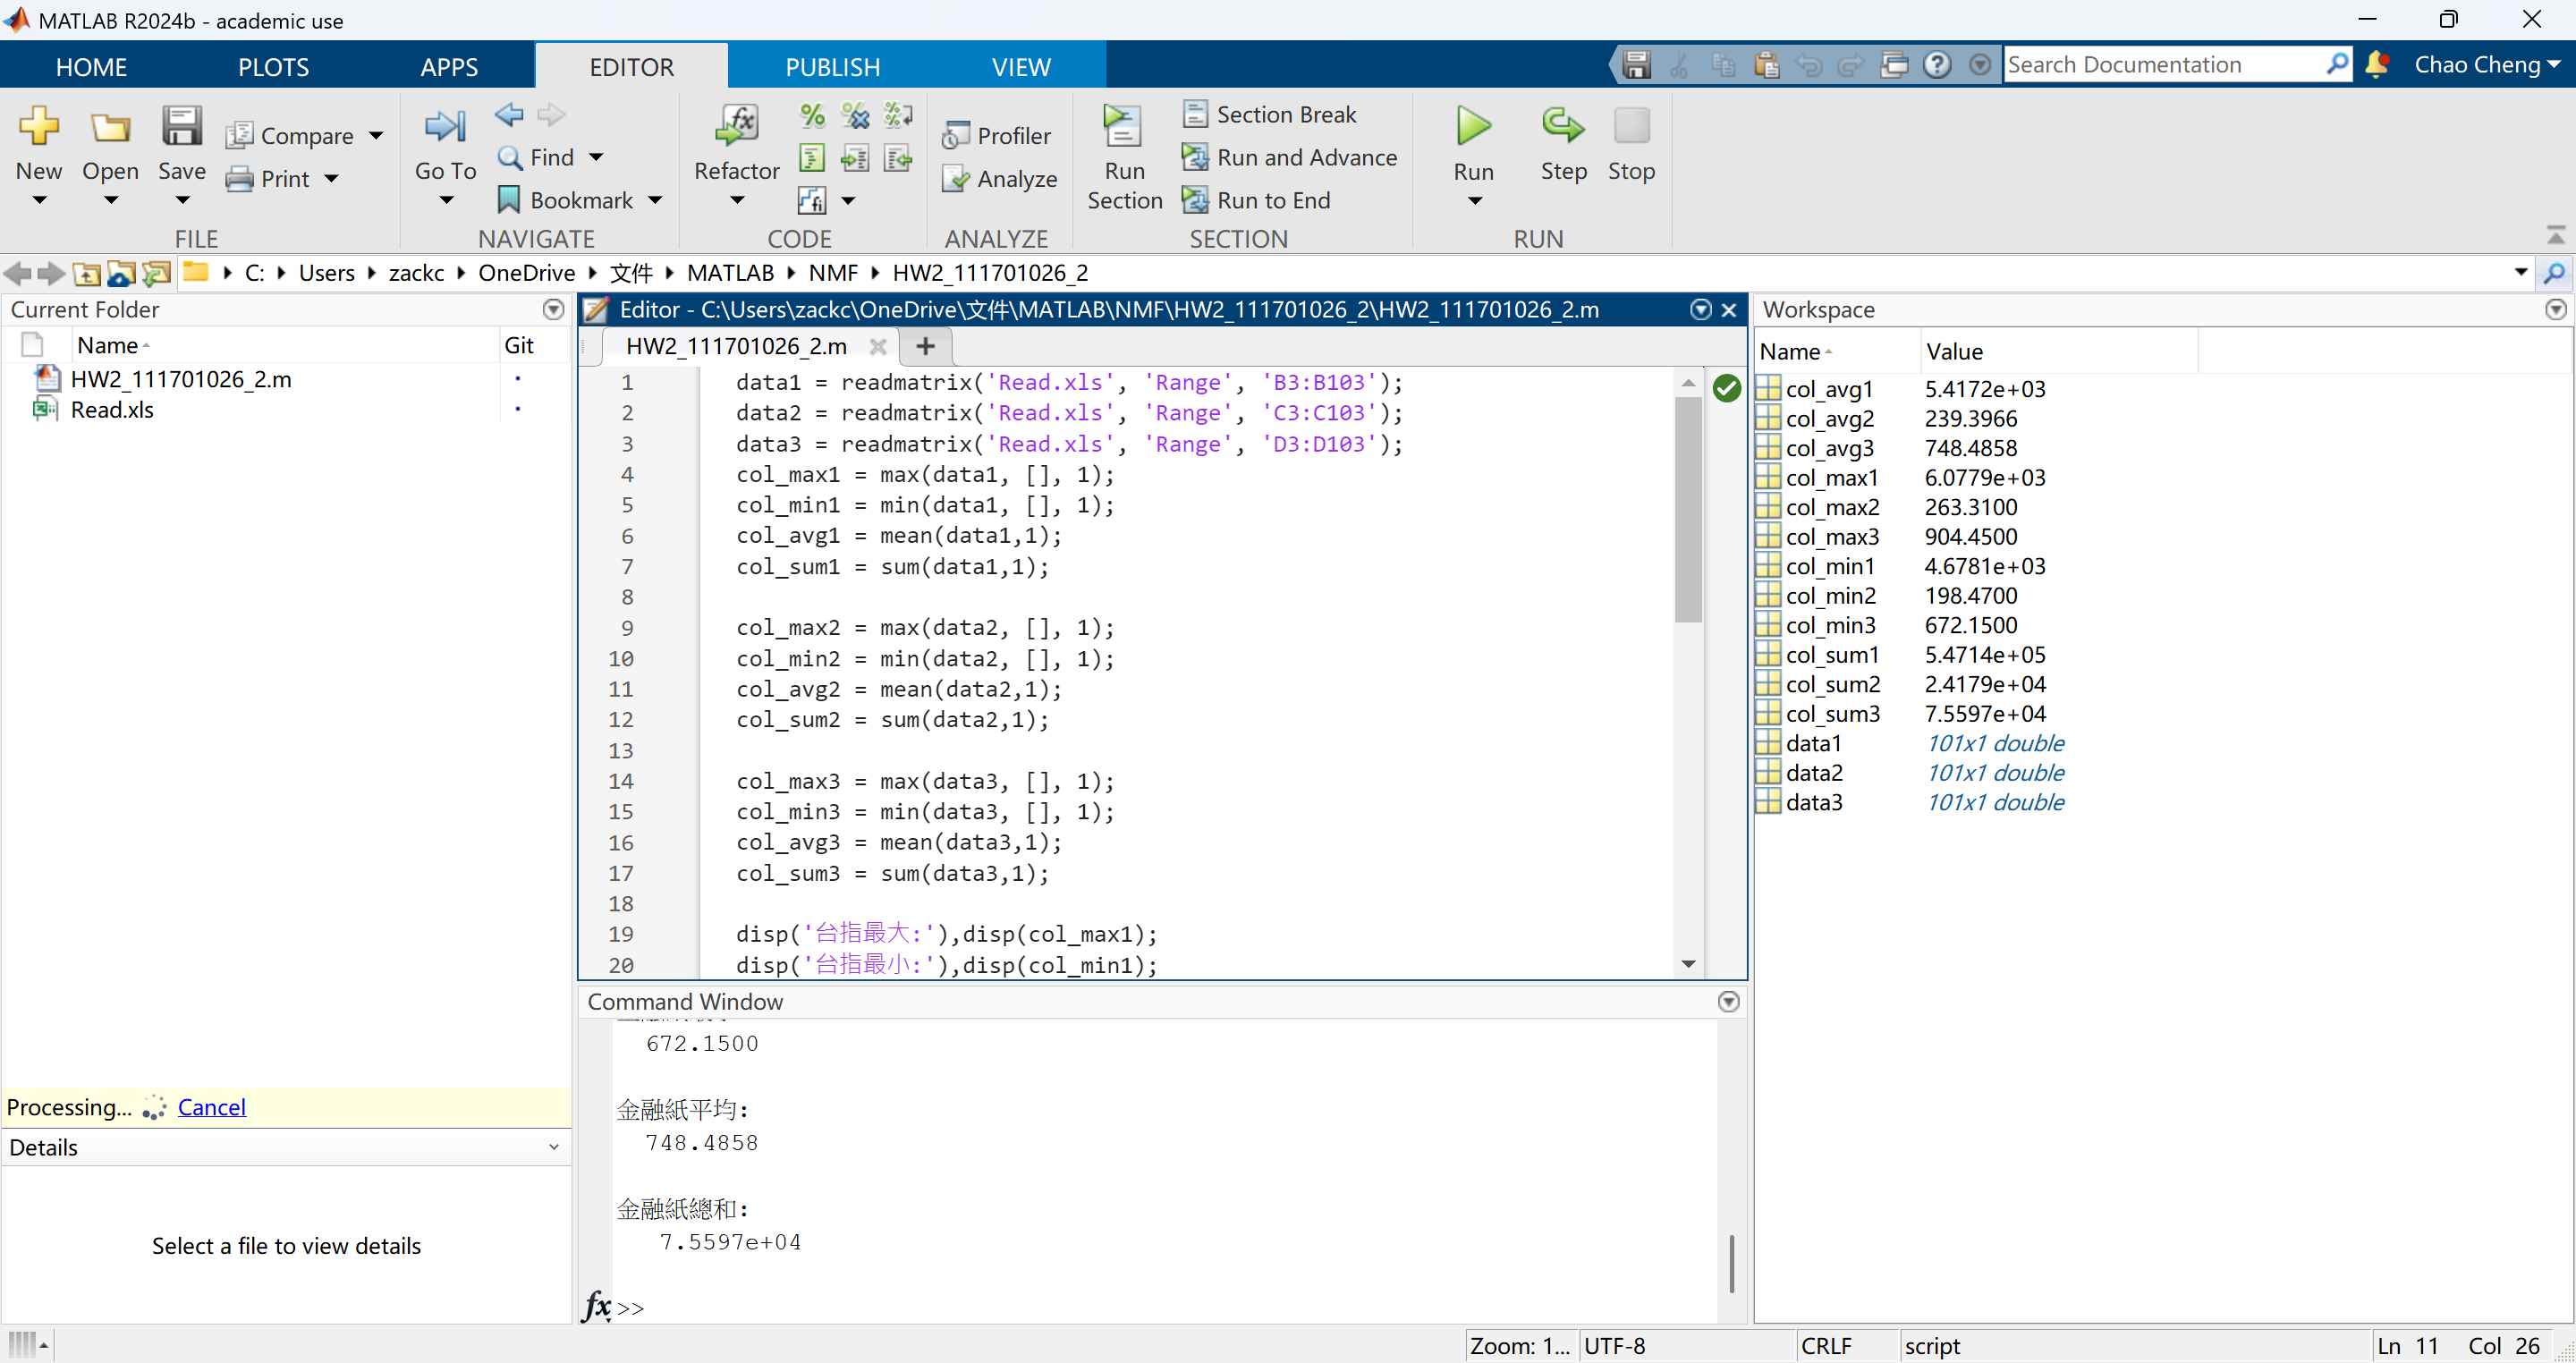 MATLAB R2024b - academic use
HOME PLOTS APPS EDITOR PUBLISH VIEW Search Documentation Chao Cheng
New Open Save Compare Print Go To Find Bookmark Refactor Profiler Analyze Run Section Section Break Run and Advance Run to End Run Step Stop
FILE NAVIGATE CODE ANALYZE SECTION RUN
C: Users zackc OneDrive 文件 MATLAB NMF HW2_111701026_2
Current Folder
Name Git
HW2_111701026_2.m
Read.xls
Processing... Cancel
Details
Select a file to view details
Editor - C:\Users\zackc\OneDrive\文件\MATLAB\NMF\HW2_111701026_2\HW2_111701026_2.m
HW2_111701026_2.m +
1 data1 = readmatrix('Read.xls', 'Range', 'B3:B103');
2 data2 = readmatrix('Read.xls', 'Range', 'C3:C103');
3 data3 = readmatrix('Read.xls', 'Range', 'D3:D103');
4 col_max1 = max(data1, [], 1);
5 col_min1 = min(data1, [], 1);
6 col_avg1 = mean(data1,1);
7 col_sum1 = sum(data1,1);
8
9 col_max2 = max(data2, [], 1);
10 col_min2 = min(data2, [], 1);
11 col_avg2 = mean(data2,1);
12 col_sum2 = sum(data2,1);
13
14 col_max3 = max(data3, [], 1);
15 col_min3 = min(data3, [], 1);
16 col_avg3 = mean(data3,1);
17 col_sum3 = sum(data3,1);
18
19 disp('台指最大:'),disp(col_max1);
20 disp('台指最小:'),disp(col_min1);
Command Window
672.1500
金融紙平均:
748.4858
金融紙總和:
7.5597e+04
fx >>
Workspace
Name Value
col_avg1 5.4172e+03
col_avg2 239.3966
col_avg3 748.4858
col_max1 6.0779e+03
col_max2 263.3100
col_max3 904.4500
col_min1 4.6781e+03
col_min2 198.4700
col_min3 672.1500
col_sum1 5.4714e+05
col_sum2 2.4179e+04
col_sum3 7.5597e+04
data1 101x1 double
data2 101x1 double
data3 101x1 double
Zoom: 1... UTF-8 CRLF script Ln 11 Col 26